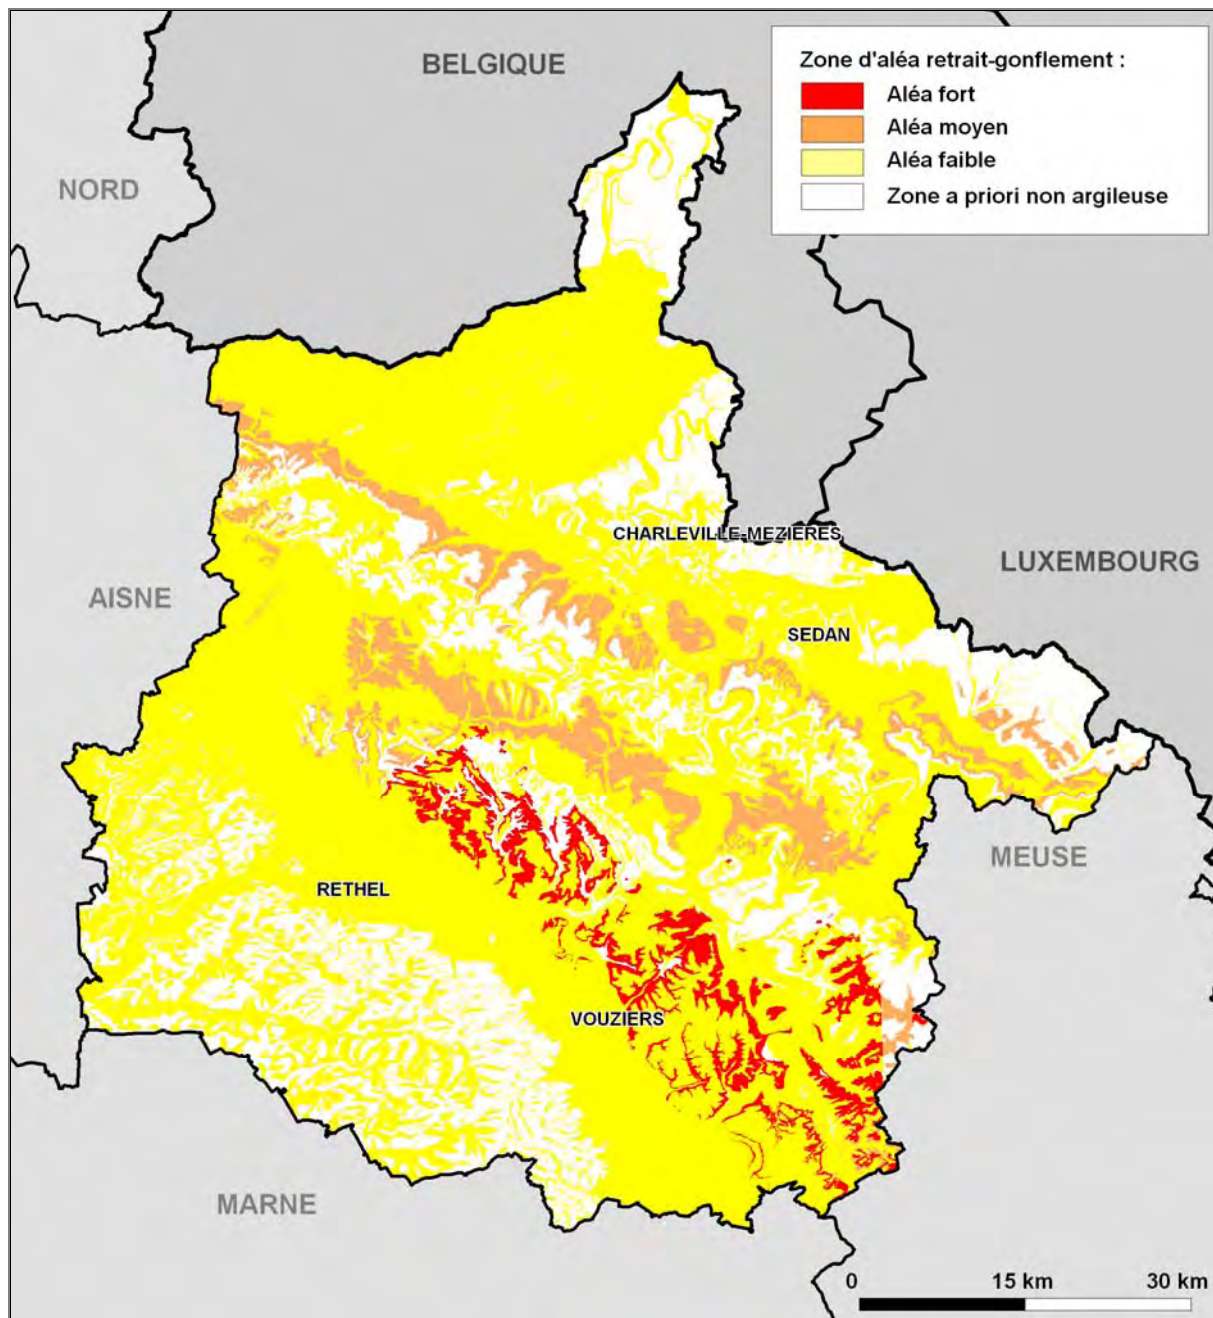 BELGIQUE
Zone d'aléa retrait-gonflement :
Aléa fort
Aléa moyen
Aléa faible
Zone a priori non argileuse
NORD
CHARLEVILLE-MEZIERES
LUXEMBOURG
AISNE
SEDAN
MEUSE
RETHEL
VOUZIERS
MARNE
0 15 km 30 km